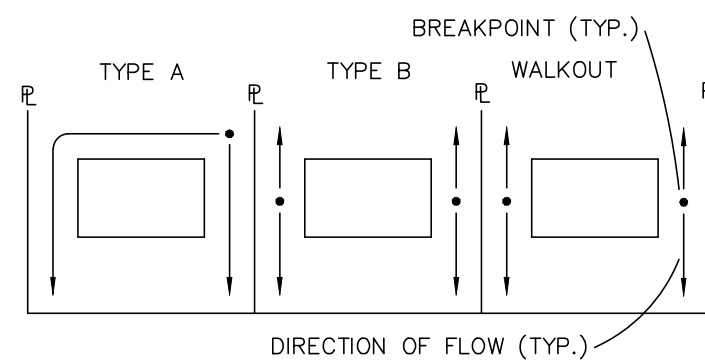 BREAKPOINT (TYP.)
TYPE A
TYPE B
WALKOUT
PL
PL
PL
DIRECTION OF FLOW (TYP.)